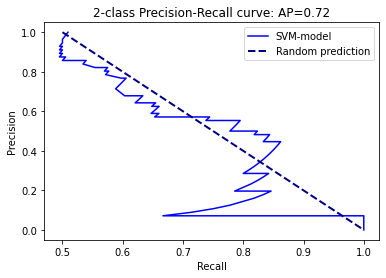 2-class Precision-Recall curve: AP=0.72
SVM-model
Random prediction
Precision
1.0
0.8
0.6
0.4
0.2
0.0
0.5 0.6 0.7 0.8 0.9 1.0
Recall